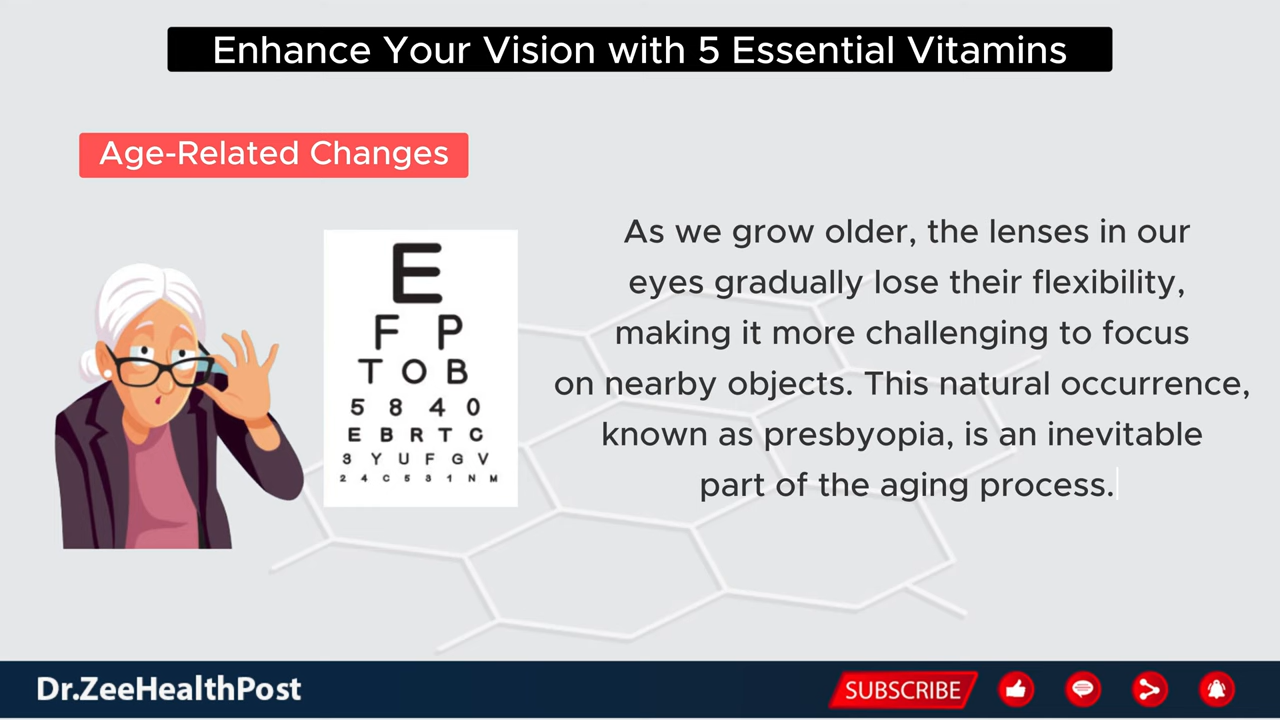 Enhance Your Vision with 5 Essential Vitamins
Age-Related Changes
E
F P
T O B
5 8 4 0
E B R T C
3 Y U F G V
2 4 C 5 3 1 N M
As we grow older, the lenses in our
eyes gradually lose their flexibility,
making it more challenging to focus
on nearby objects. This natural occurrence,
known as presbyopia, is an inevitable
part of the aging process.
Dr.ZeeHealthPost
SUBSCRIBE